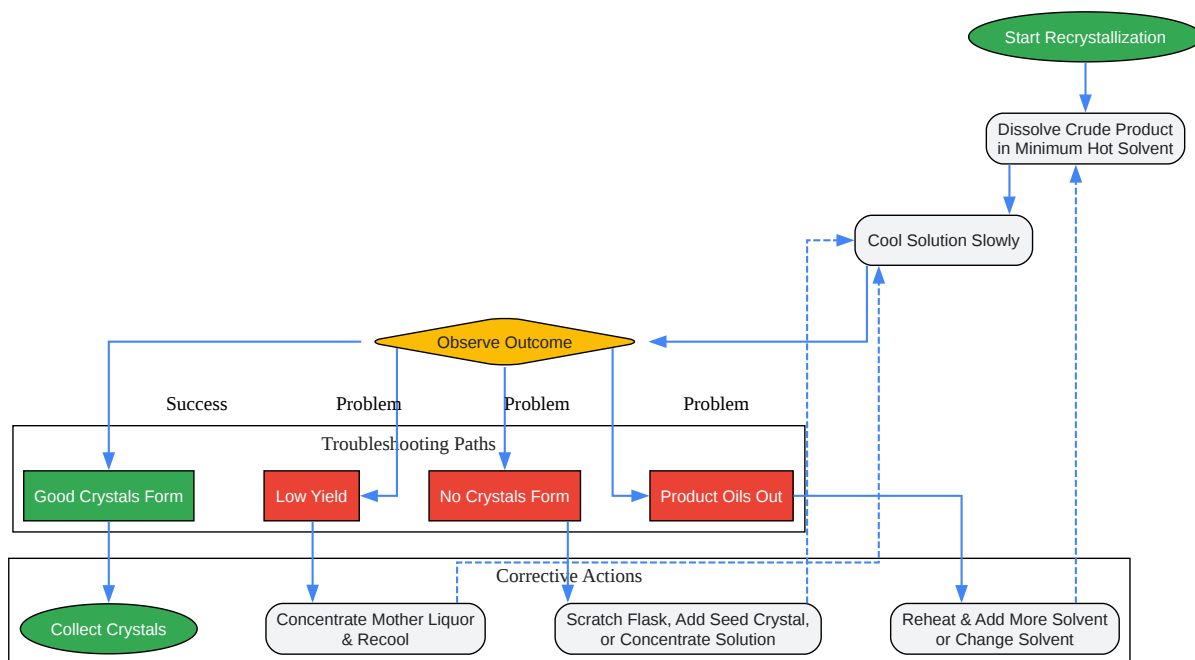 Start Recrystallization
Dissolve Crude Product
in Minimum Hot Solvent
Cool Solution Slowly
Observe Outcome
Success
Problem
Problem
Problem
Troubleshooting Paths
Good Crystals Form
Low Yield
No Crystals Form
Product Oils Out
Corrective Actions
Collect Crystals
Concentrate Mother Liquor
& Recool
Scratch Flask, Add Seed Crystal,
or Concentrate Solution
Reheat & Add More Solvent
or Change Solvent